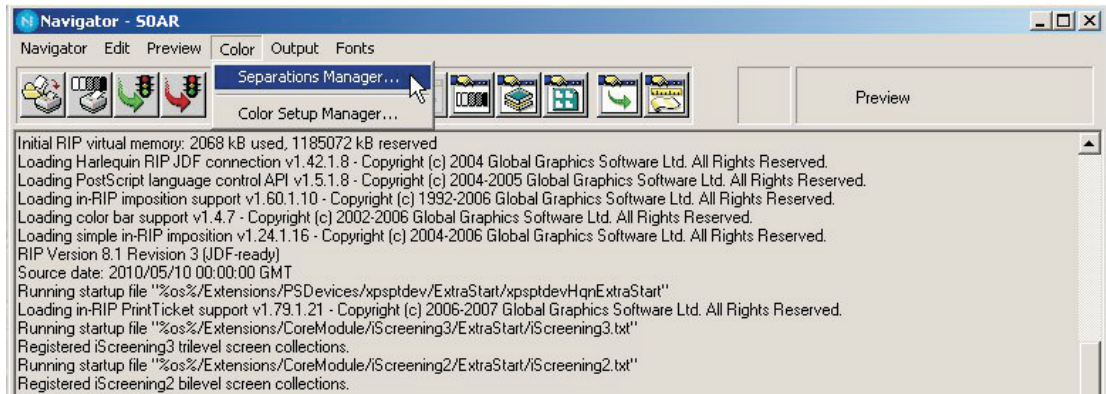 Navigator - SOAR
Navigator Edit Preview Color Output Fonts
Separations Manager...
Color Setup Manager...
Preview
Initial RIP virtual memory: 2068 kB used, 1185072 kB reserved
Loading Harlequin RIP JDF connection v1.42.1.8 - Copyright (c) 2004 Global Graphics Software Ltd. All Rights Reserved.
Loading PostScript language control API v1.5.1.8 - Copyright (c) 2004-2005 Global Graphics Software Ltd. All Rights Reserved.
Loading in-RIP imposition support v1.60.1.10 - Copyright (c) 1992-2006 Global Graphics Software Ltd. All Rights Reserved.
Loading color bar support v1.4.7 - Copyright (c) 2002-2006 Global Graphics Software Ltd. All Rights Reserved.
Loading simple in-RIP imposition v1.24.1.16 - Copyright (c) 2004-2006 Global Graphics Software Ltd. All Rights Reserved.
RIP Version 8.1 Revision 3 (JDF-ready)
Source date: 2010/05/10 00:00:00 GMT
Running startup file "%os%/Extensions/PSDevices/xpsptdev/ExtraStart/xpsptdevHqnExtraStart"
Loading in-RIP PrintTicket support v1.79.1.21 - Copyright (c) 2006-2007 Global Graphics Software Ltd. All Rights Reserved.
Running startup file "%os%/Extensions/CoreModule/iScreening3/ExtraStart/iScreening3.txt"
Registered iScreening3 trilevel screen collections.
Running startup file "%os%/Extensions/CoreModule/iScreening2/ExtraStart/iScreening2.txt"
Registered iScreening2 bilevel screen collections.